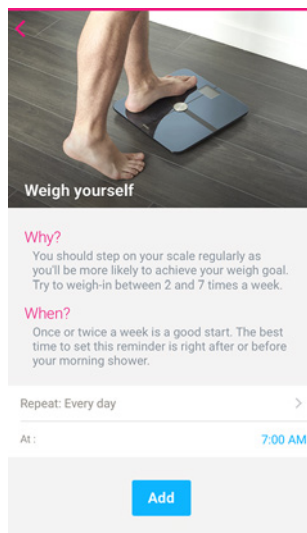 Weigh yourself
Why?
You should step on your scale regularly as
you'll be more likely to achieve your weigh goal.
Try to weigh-in between 2 and 7 times a week.
When?
Once or twice a week is a good start. The best
time to set this reminder is right after or before
your morning shower.
Repeat: Every day
At : 7:00 AM
Add